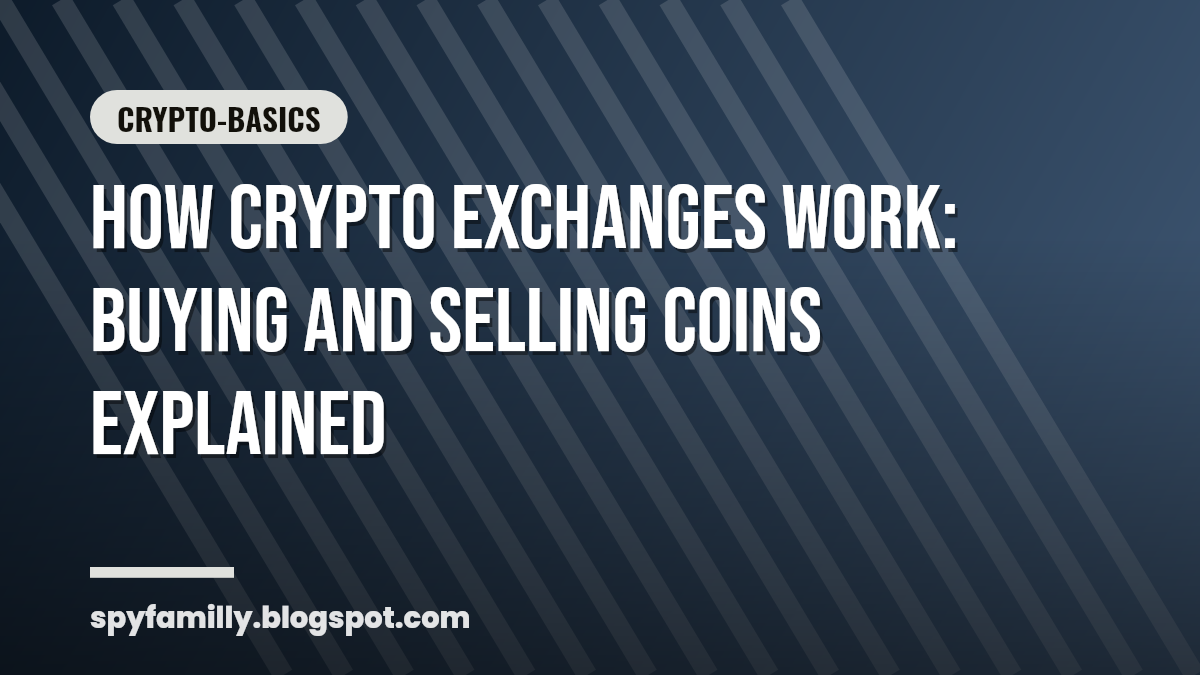 CRYPTO-BASICS
HOW CRYPTO EXCHANGES WORK:
BUYING AND SELLING COINS
EXPLAINED
spyfamilly.blogspot.com